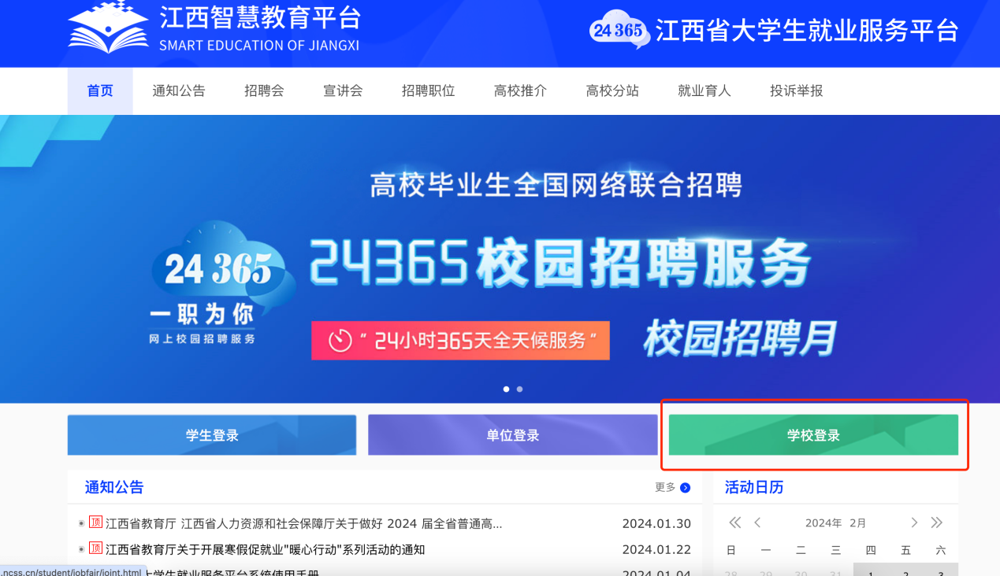 江西智慧教育平台
SMART EDUCATION OF JIANGXI
24 365 江西省大学生就业服务平台
首页 通知公告 招聘会 宣讲会 招聘职位 高校推介 高校分站 就业育人 投诉举报
高校毕业生全国网络联合招聘
24365校园招聘服务
24 365
一职为你
网上校园招聘服务
“ 24小时365天全天候服务 “
校园招聘月
学生登录 单位登录 学校登录
通知公告 更多
活动日历
顶 江西省教育厅 江西省人力资源和社会保障厅关于做好 2024 届全省普通高... 2024.01.30
2024年 2月
顶 江西省教育厅关于开展寒假促就业"暖心行动"系列活动的通知 2024.01.22
日 一 二 三 四 五 六
.ncss.cn/student/jobfair/joint.html
大学生就业服务平台系统使用手册 2024.01.04
28 29 30 31 1 2 3